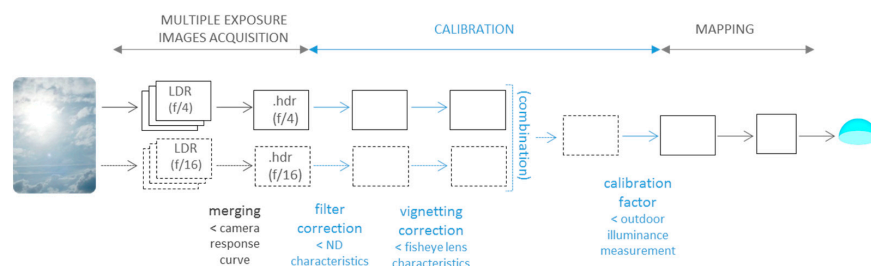 MULTIPLE EXPOSURE
IMAGES ACQUISITION
CALIBRATION
MAPPING
LDR
(f/4)
.hdr
(f/4)
(combination)
LDR
(f/16)
.hdr
(f/16)
merging
< camera
response
curve
filter
correction
< ND
characteristics
vignetting
correction
< fisheye lens
characteristics
calibration
factor
< outdoor
illuminance
measurement